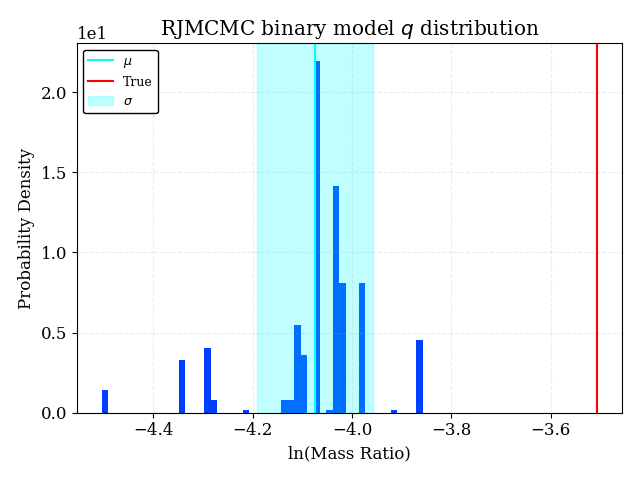 RJMCMC binary model q distribution
1e1
μ
True
σ
2.0
1.5
1.0
0.5
0.0
Probability Density
−4.4 −4.2 −4.0 −3.8 −3.6
ln(Mass Ratio)